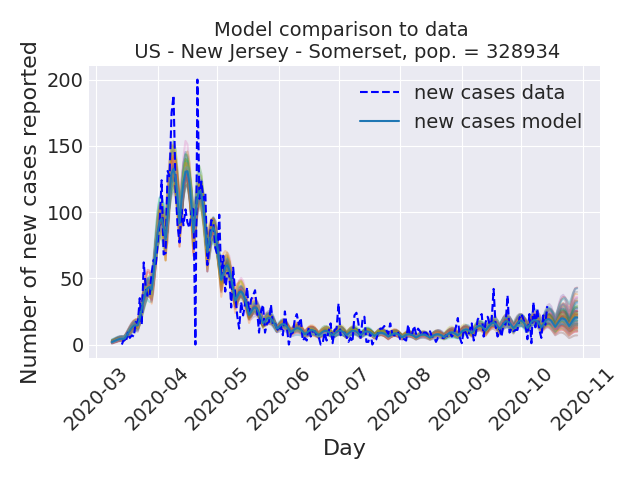 Model comparison to data
US - New Jersey - Somerset, pop. = 328934
Number of new cases reported
200
150
100
50
0
new cases data
new cases model
2020-03
2020-04
2020-05
2020-06
2020-07
2020-08
2020-09
2020-10
2020-11
Day